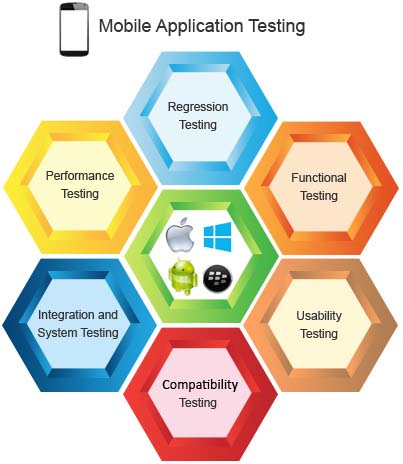 Mobile Application Testing
Regression
Testing
Performance
Testing
Functional
Testing
Integration and
System Testing
Usability
Testing
Compatibility
Testing